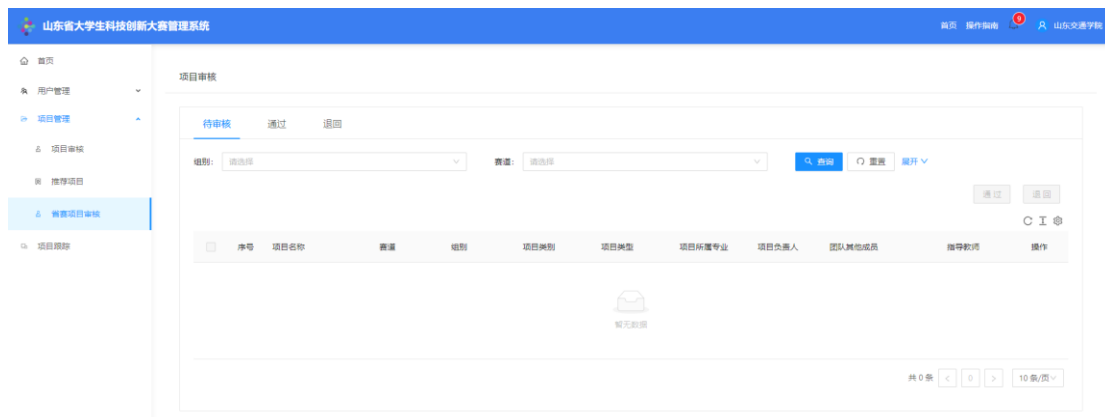 山东省大学生科技创新大赛管理系统
首页 操作指南 9 山东交通学院
首页
用户管理
项目管理
项目审核
推荐项目
省赛项目审核
项目跟踪
项目审核
待审核 通过 退回
组别: 请选择 赛道: 请选择 查询 重置 展开
通过 退回
序号 项目名称 赛道 组别 项目类别 项目类型 项目所属专业 项目负责人 团队其他成员 指导教师 操作
暂无数据
共 0 条 < 0 > 10 条/页